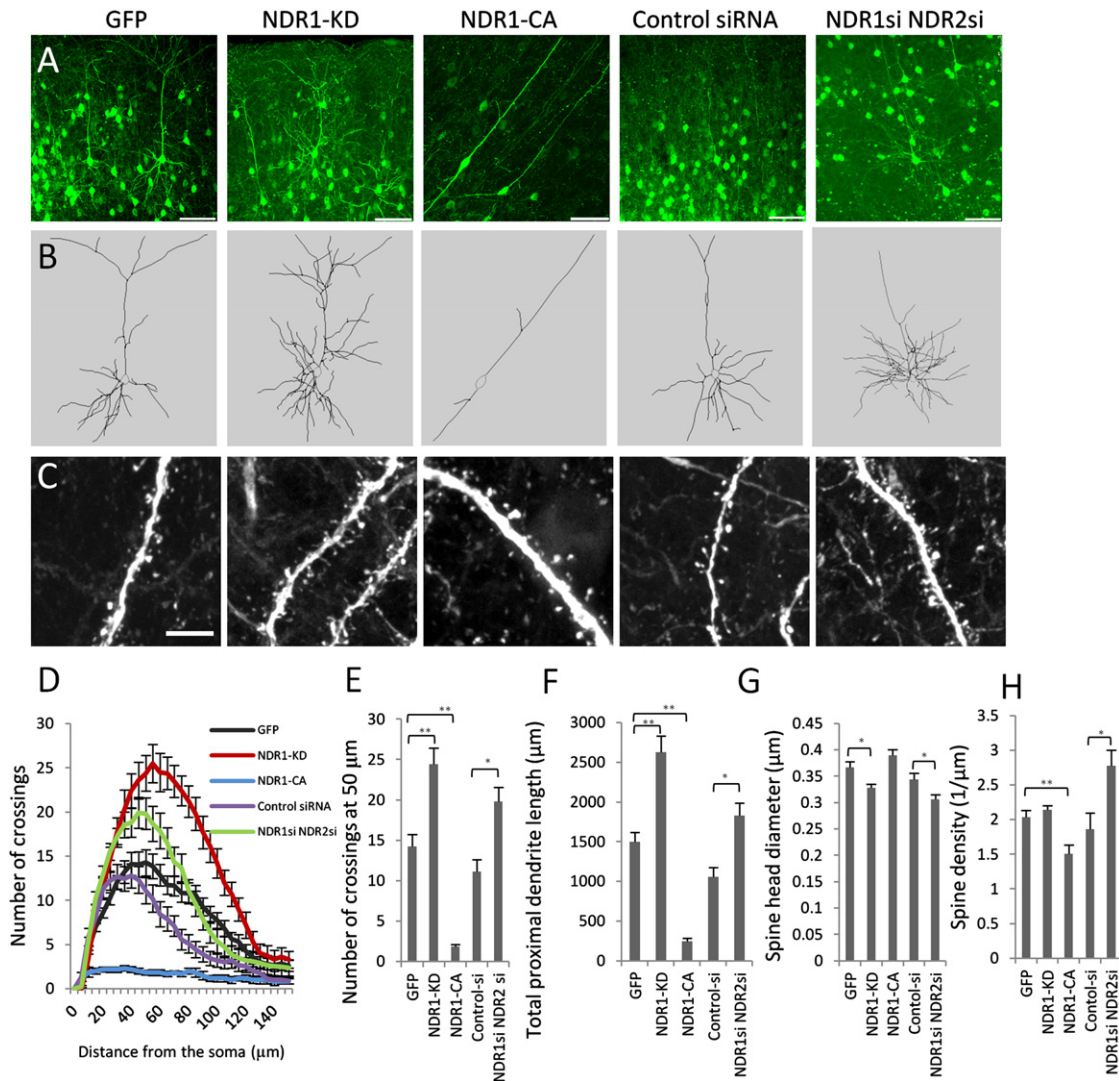 GFP NDR1-KD NDR1-CA Control siRNA NDR1si NDR2si
A
B
C
D
Number of crossings
30
25
20
15
10
5
0
20 40 60 80 100 120 140
Distance from the soma (μm)
GFP
NDR1-KD
NDR1-CA
Control siRNA
NDR1si NDR2si
E
Number of crossings at 50 μm
30
25
20
15
10
5
0
**
**
*
GFP
NDR1-KD
NDR1-CA
Control-si
NDR1si NDR2 si
F
Total proximal dendrite length (μm)
3000
2500
2000
1500
1000
500
0
**
**
*
GFP
NDR1-KD
NDR1-CA
Control-si
NDR1si NDR2si
G
Spine head diameter (μm)
0.45
0.4
0.35
0.3
0.25
0.2
0.15
0.1
0.05
0
*
*
GFP
NDR1-KD
NDR1-CA
Control si
NDR1si NDR2si
H
Spine density (1/μm)
3.5
3
2.5
2
1.5
1
0.5
0
**
*
GFP
NDR1-KD
NDR1-CA
Contol-si
NDR1si NDR2si